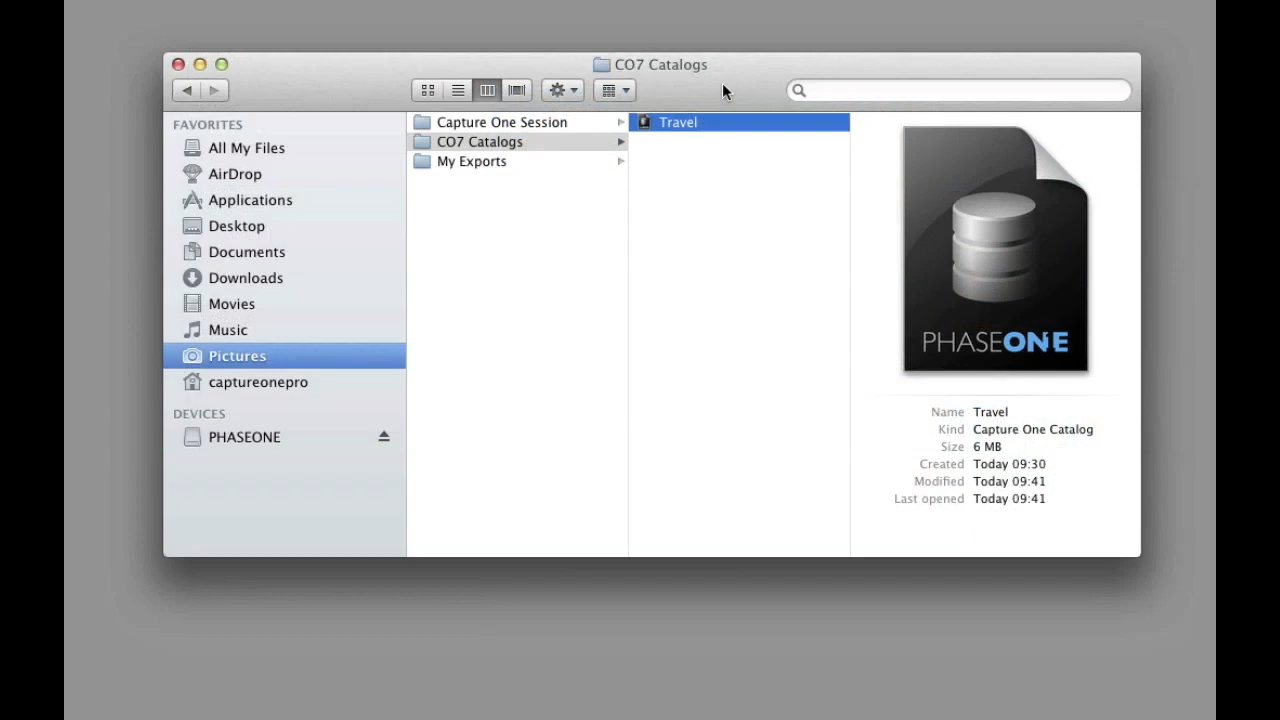 CO7 Catalogs
FAVORITES
All My Files
AirDrop
Applications
Desktop
Documents
Downloads
Movies
Music
Pictures
captureonepro
DEVICES
PHASEONE
Capture One Session
CO7 Catalogs
My Exports
Travel
PHASEONE
Name Travel
Kind Capture One Catalog
Size 6 MB
Created Today 09:30
Modified Today 09:41
Last opened Today 09:41